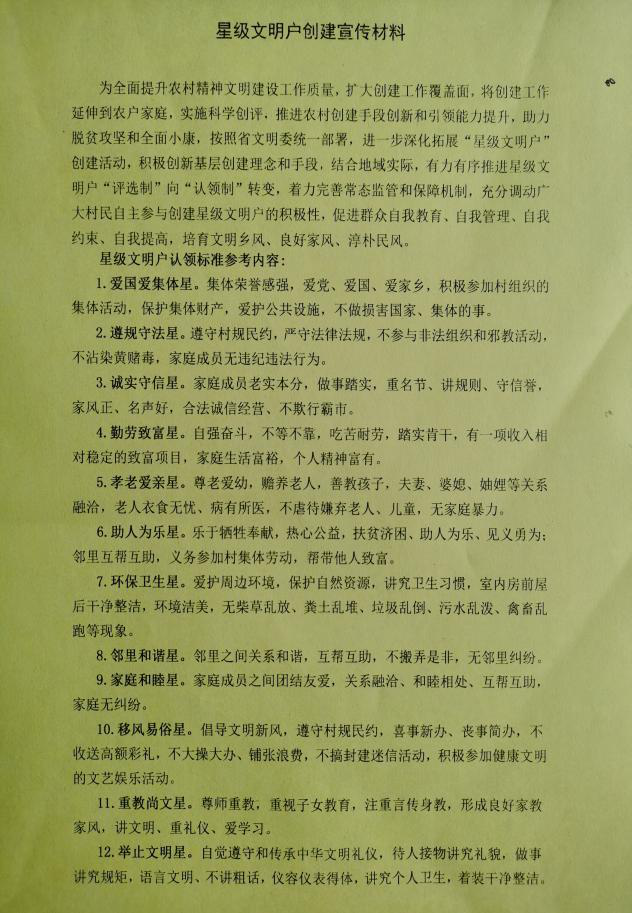 星级文明户创建宣传材料
为全面提升农村精神文明建设工作质量，扩大创建工作覆盖面，将创建工作
延伸到农户家庭，实施科学创评，推进农村创建手段创新和引领能力提升，助力
脱贫攻坚和全面小康，按照省文明委统一部署，进一步深化拓展“星级文明户”
创建活动，积极创新基层创建理念和手段，结合地域实际，有力有序推进星级文
明户“评选制”向“认领制”转变，着力完善常态监管和保障机制，充分调动广
大村民自主参与创建星级文明户的积极性，促进群众自我教育、自我管理、自我
约束、自我提高，培育文明乡风、良好家风、淳朴民风。
星级文明户认领标准参考内容：
1.爱国爱集体星。集体荣誉感强，爱党、爱国、爱家乡，积极参加村组织的
集体活动，保护集体财产，爱护公共设施，不做损害国家、集体的事。
2.遵规守法星。遵守村规民约，严守法律法规，不参与非法组织和邪教活动，
不沾染黄赌毒，家庭成员无违纪违法行为。
3.诚实守信星。家庭成员老实本分，做事踏实，重名节、讲规则、守信誉，
家风正、名声好，合法诚信经营、不欺行霸市。
4.勤劳致富星。自强奋斗，不等不靠，吃苦耐劳，踏实肯干，有一项收入相
对稳定的致富项目，家庭生活富裕，个人精神富有。
5.孝老爱亲星。尊老爱幼，赡养老人，善教孩子，夫妻、婆媳、妯娌等关系
融洽，老人衣食无忧、病有所医，不虐待嫌弃老人、儿童，无家庭暴力。
6.助人为乐星。乐于牺牲奉献，热心公益，扶贫济困、助人为乐、见义勇为；
邻里互帮互助，义务参加村集体劳动，帮带他人致富。
7.环保卫生星。爱护周边环境，保护自然资源，讲究卫生习惯，室内房前屋
后干净整洁，环境洁美，无柴草乱放、粪土乱堆、垃圾乱倒、污水乱泼、禽畜乱
跑等现象。
8.邻里和谐星。邻里之间关系和谐，互帮互助，不搬弄是非，无邻里纠纷。
9.家庭和睦星。家庭成员之间团结友爱，关系融洽、和睦相处、互帮互助，
家庭无纠纷。
10.移风易俗星。倡导文明新风，遵守村规民约，喜事新办、丧事简办，不
收送高额彩礼，不大操大办、铺张浪费，不搞封建迷信活动，积极参加健康文明
的文艺娱乐活动。
11.重教尚文星。尊师重教，重视子女教育，注重言传身教，形成良好家教
家风，讲文明、重礼仪、爱学习。
12.举止文明星。自觉遵守和传承中华文明礼仪，待人接物讲究礼貌，做事
讲究规矩，语言文明、不讲粗话，仪容仪表得体，讲究个人卫生，着装干净整洁。